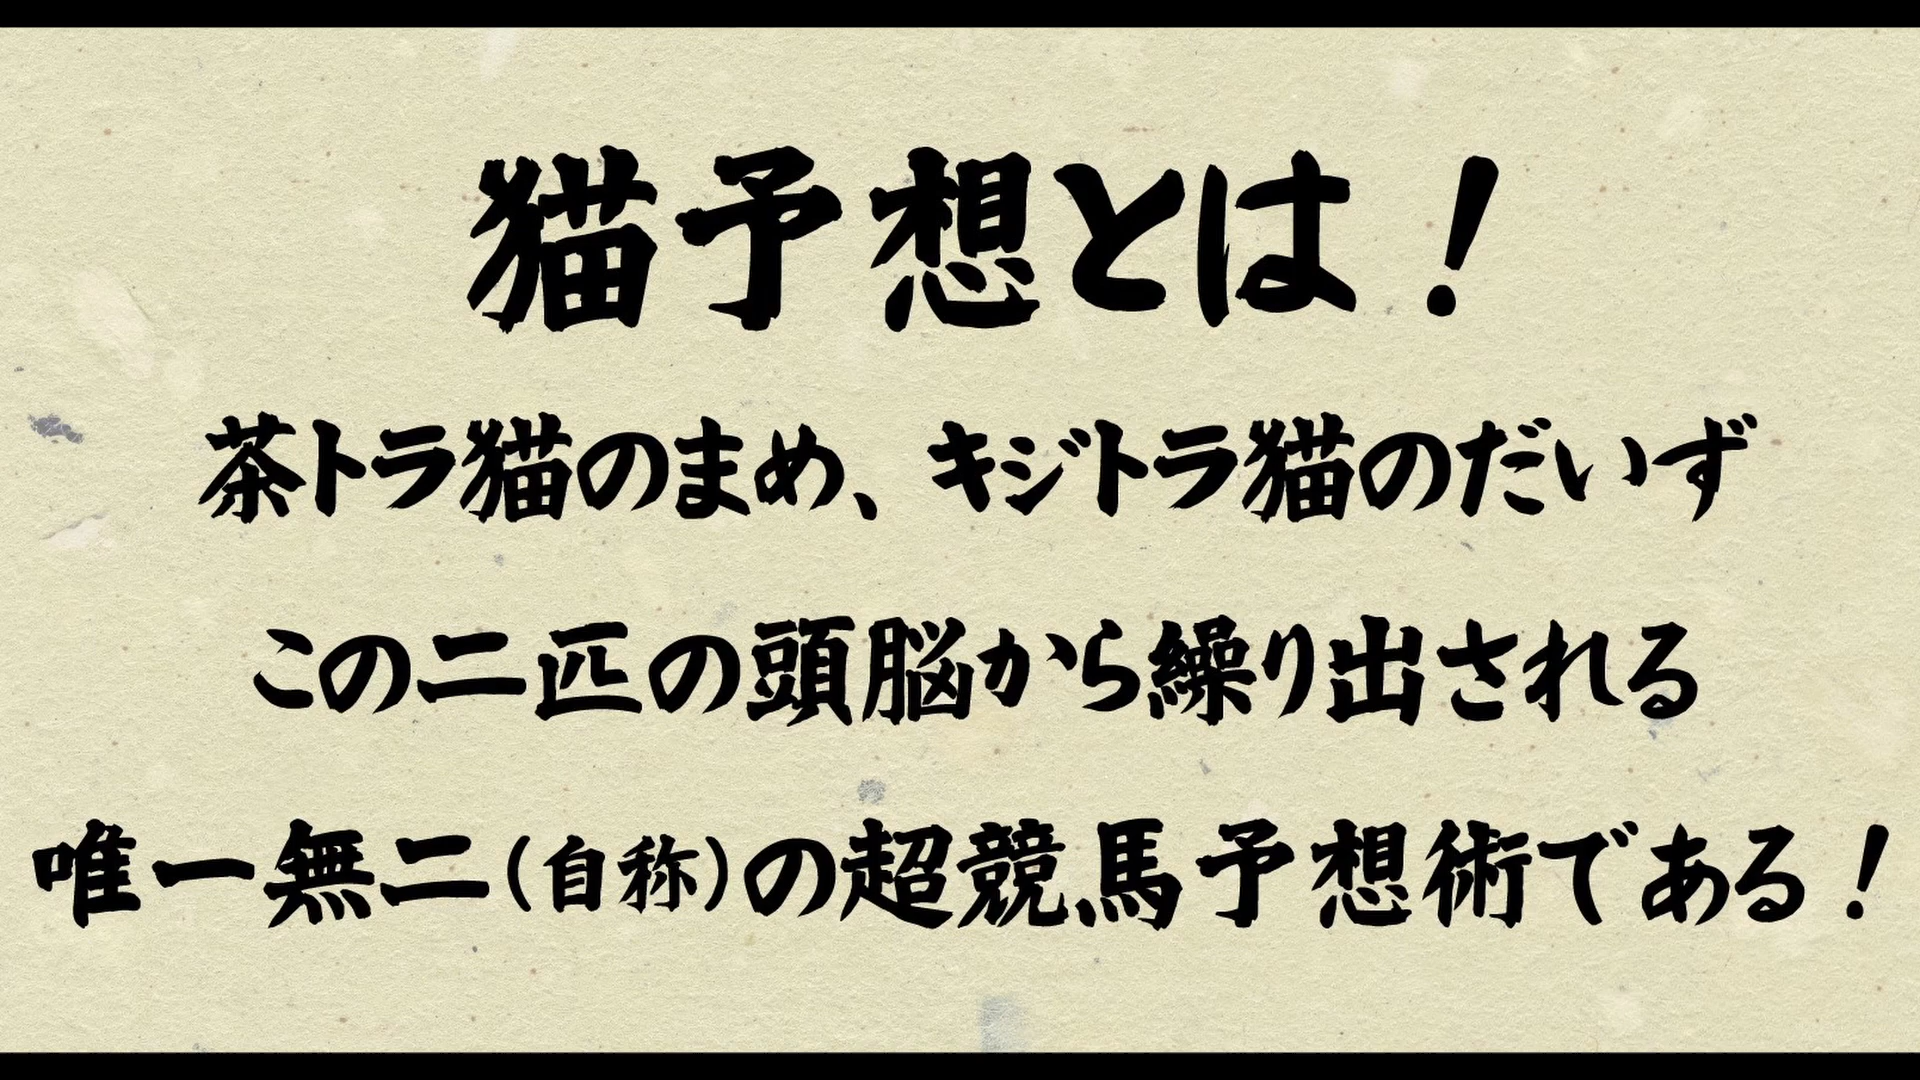 猫予想とは！
茶トラ猫のまめ、キジトラ猫のだいず
この二匹の頭脳から繰り出される
唯一無二（自称）の超競馬予想術である！